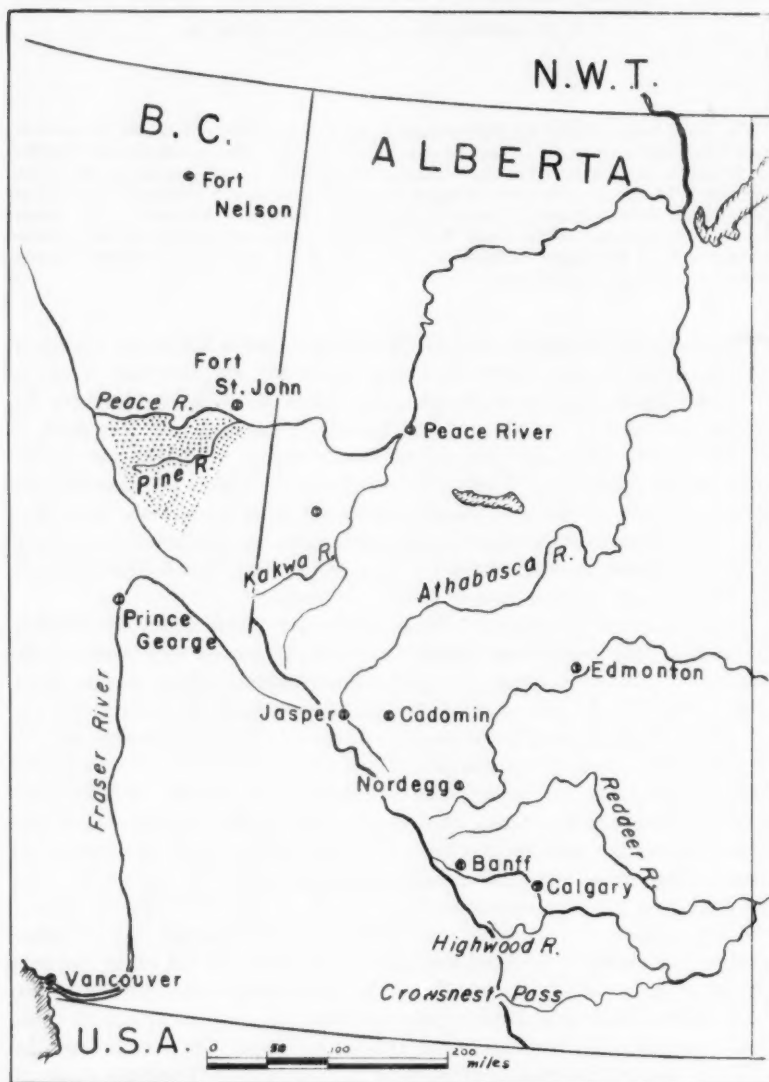 N.W.T.
B.C.
ALBERTA
Fort
Nelson
Fort
St. John
Peace R.
Peace River
Pine R.
Kakwa R.
Athabasca R.
Prince
George
Edmonton
Jasper
Cadomin
Fraser River
Nordegg
Reddeer R.
Banff
Calgary
Highwood R.
Vancouver
Crowsnest Pass
U.S.A.
0 50 100 200
miles